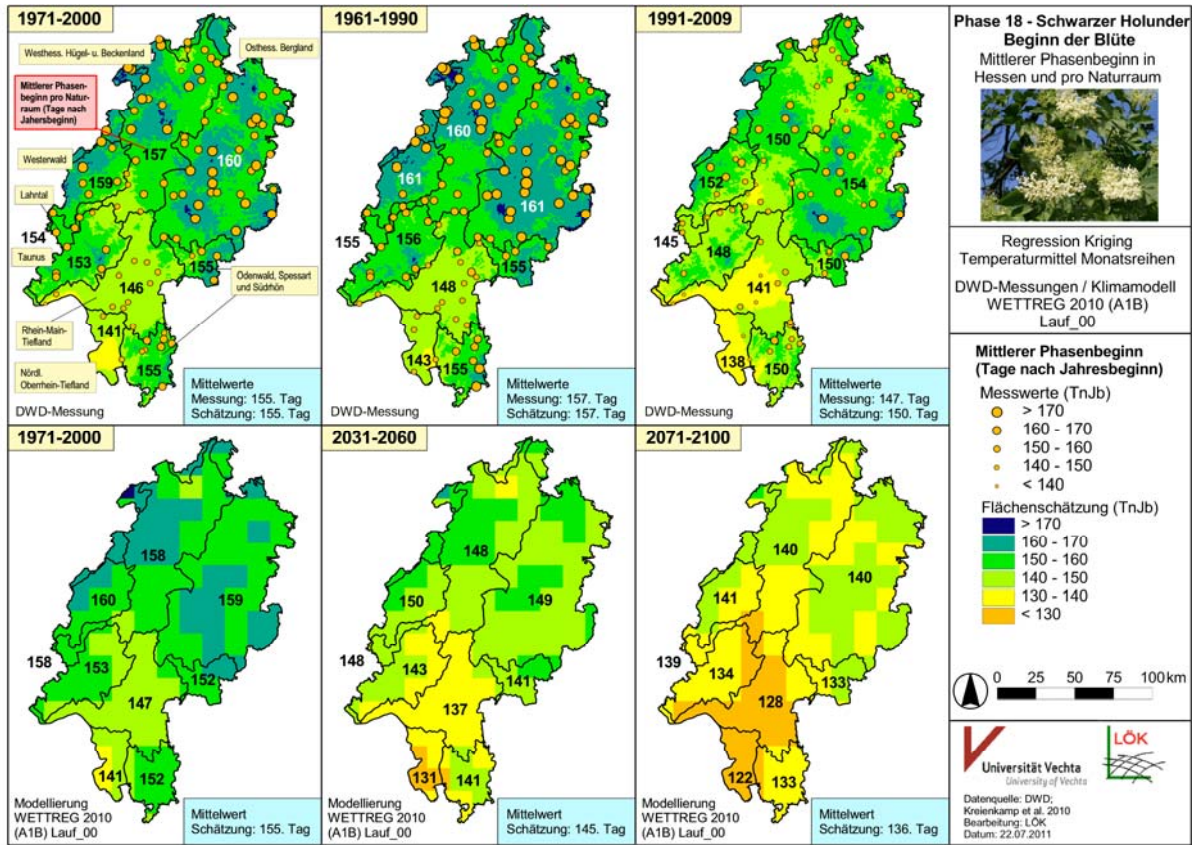 1971-2000
Westhess. Hügel- u. Beckenland
Osthess. Bergland
Mittlerer Phasen-
beginn pro Natur-
raum (Tage nach
Jahersbeginn)
Westerwald
Lahntal
Taunus
Rhein-Main-
Tiefland
Nördl.
Oberrhein-Tiefland
Odenwald, Spessart
und Südrhön
157
160
159
154
153
155
146
141
155
DWD-Messung
Mittelwerte
Messung: 155. Tag
Schätzung: 155. Tag
1961-1990
160
161
161
155
156
155
148
143
155
DWD-Messung
Mittelwerte
Messung: 157. Tag
Schätzung: 157. Tag
1991-2009
150
152
154
145
148
150
141
138
150
DWD-Messung
Mittelwerte
Messung: 147. Tag
Schätzung: 150. Tag
Phase 18 - Schwarzer Holunder
Beginn der Blüte
Mittlerer Phasenbeginn in
Hessen und pro Naturraum
Regression Kriging
Temperaturmittel Monatsreihen
DWD-Messungen / Klimamodell
WETTREG 2010 (A1B)
Lauf_00
Mittlerer Phasenbeginn
(Tage nach Jahresbeginn)
Messwerte (TnJb)
> 170
160 - 170
150 - 160
140 - 150
< 140
Flächenschätzung (TnJb)
> 170
160 - 170
150 - 160
140 - 150
130 - 140
< 130
0 25 50 75 100 km
1971-2000
158
160
159
158
153
152
147
141
152
Modellierung
WETTREG 2010
(A1B) Lauf_00
Mittelwert
Schätzung: 155. Tag
2031-2060
148
150
149
148
143
141
137
131
141
Modellierung
WETTREG 2010
(A1B) Lauf_00
Mittelwert
Schätzung: 145. Tag
2071-2100
140
140
141
139
134
133
128
122
133
Modellierung
WETTREG 2010
(A1B) Lauf_00
Mittelwert
Schätzung: 136. Tag
Universität Vechta
University of Vechta
LÖK
Datenquelle: DWD;
Kreienkamp et al. 2010
Bearbeitung: LÖK
Datum: 22.07.2011